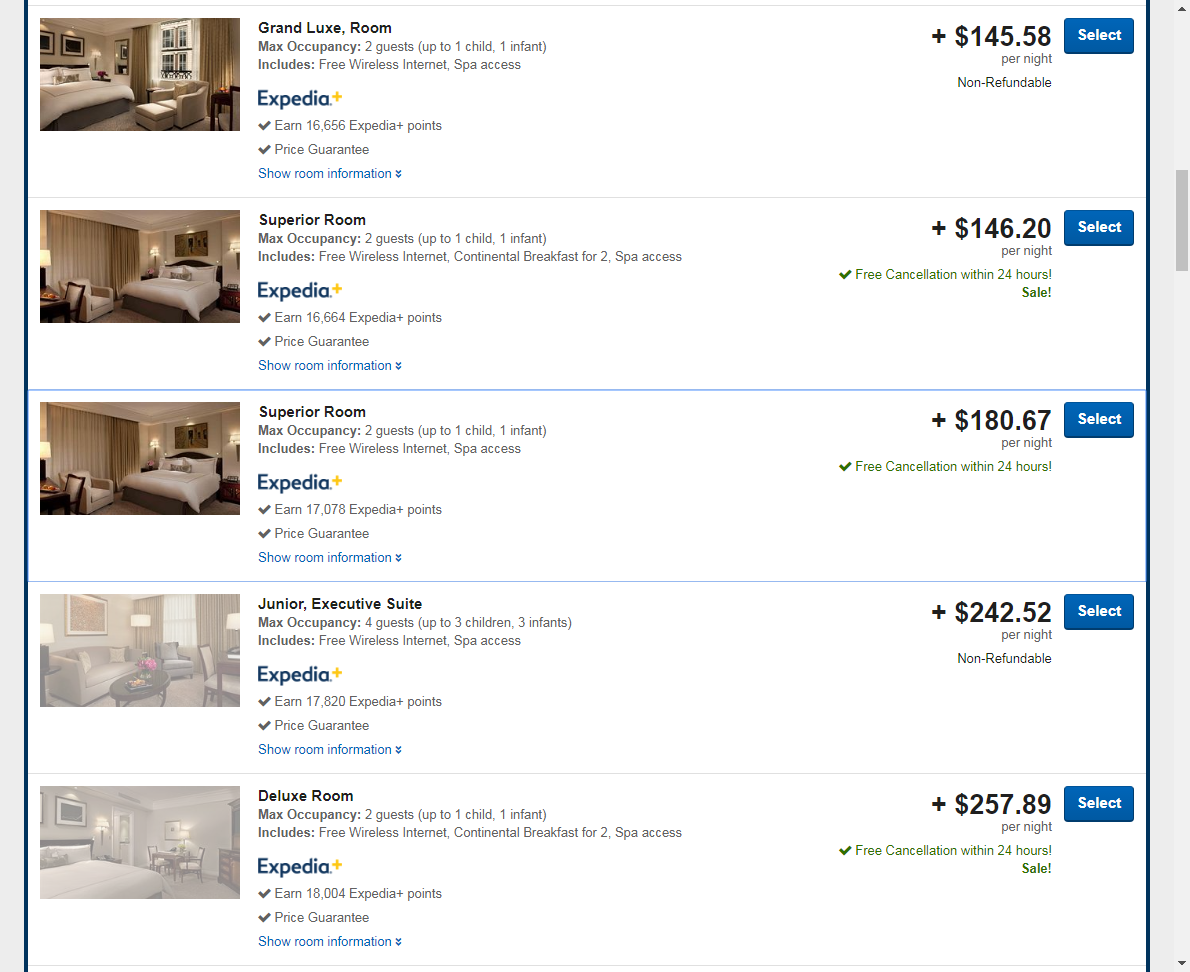 Grand Luxe, Room
Max Occupancy: 2 guests (up to 1 child, 1 infant)
Includes: Free Wireless Internet, Spa access
Expedia+
Earn 16,656 Expedia+ points
Price Guarantee
Show room information
+ $145.58
per night
Non-Refundable
Select
Superior Room
Max Occupancy: 2 guests (up to 1 child, 1 infant)
Includes: Free Wireless Internet, Continental Breakfast for 2, Spa access
Expedia+
Earn 16,664 Expedia+ points
Price Guarantee
Show room information
+ $146.20
per night
Free Cancellation within 24 hours!
Sale!
Select
Superior Room
Max Occupancy: 2 guests (up to 1 child, 1 infant)
Includes: Free Wireless Internet, Spa access
Expedia+
Earn 17,078 Expedia+ points
Price Guarantee
Show room information
+ $180.67
per night
Free Cancellation within 24 hours!
Select
Junior, Executive Suite
Max Occupancy: 4 guests (up to 3 children, 3 infants)
Includes: Free Wireless Internet, Spa access
Expedia+
Earn 17,820 Expedia+ points
Price Guarantee
Show room information
+ $242.52
per night
Non-Refundable
Select
Deluxe Room
Max Occupancy: 2 guests (up to 1 child, 1 infant)
Includes: Free Wireless Internet, Continental Breakfast for 2, Spa access
Expedia+
Earn 18,004 Expedia+ points
Price Guarantee
Show room information
+ $257.89
per night
Free Cancellation within 24 hours!
Sale!
Select